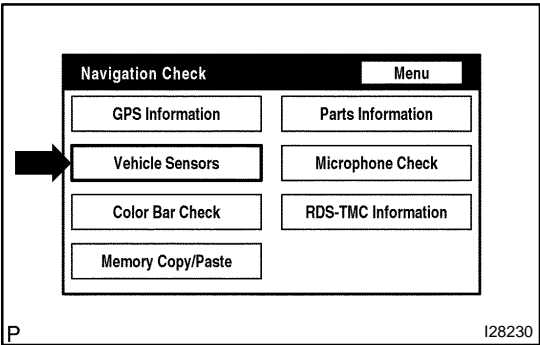 Navigation Check Menu
GPS Information Parts Information
Vehicle Sensors Microphone Check
Color Bar Check RDS-TMC Information
Memory Copy/Paste
P I28230